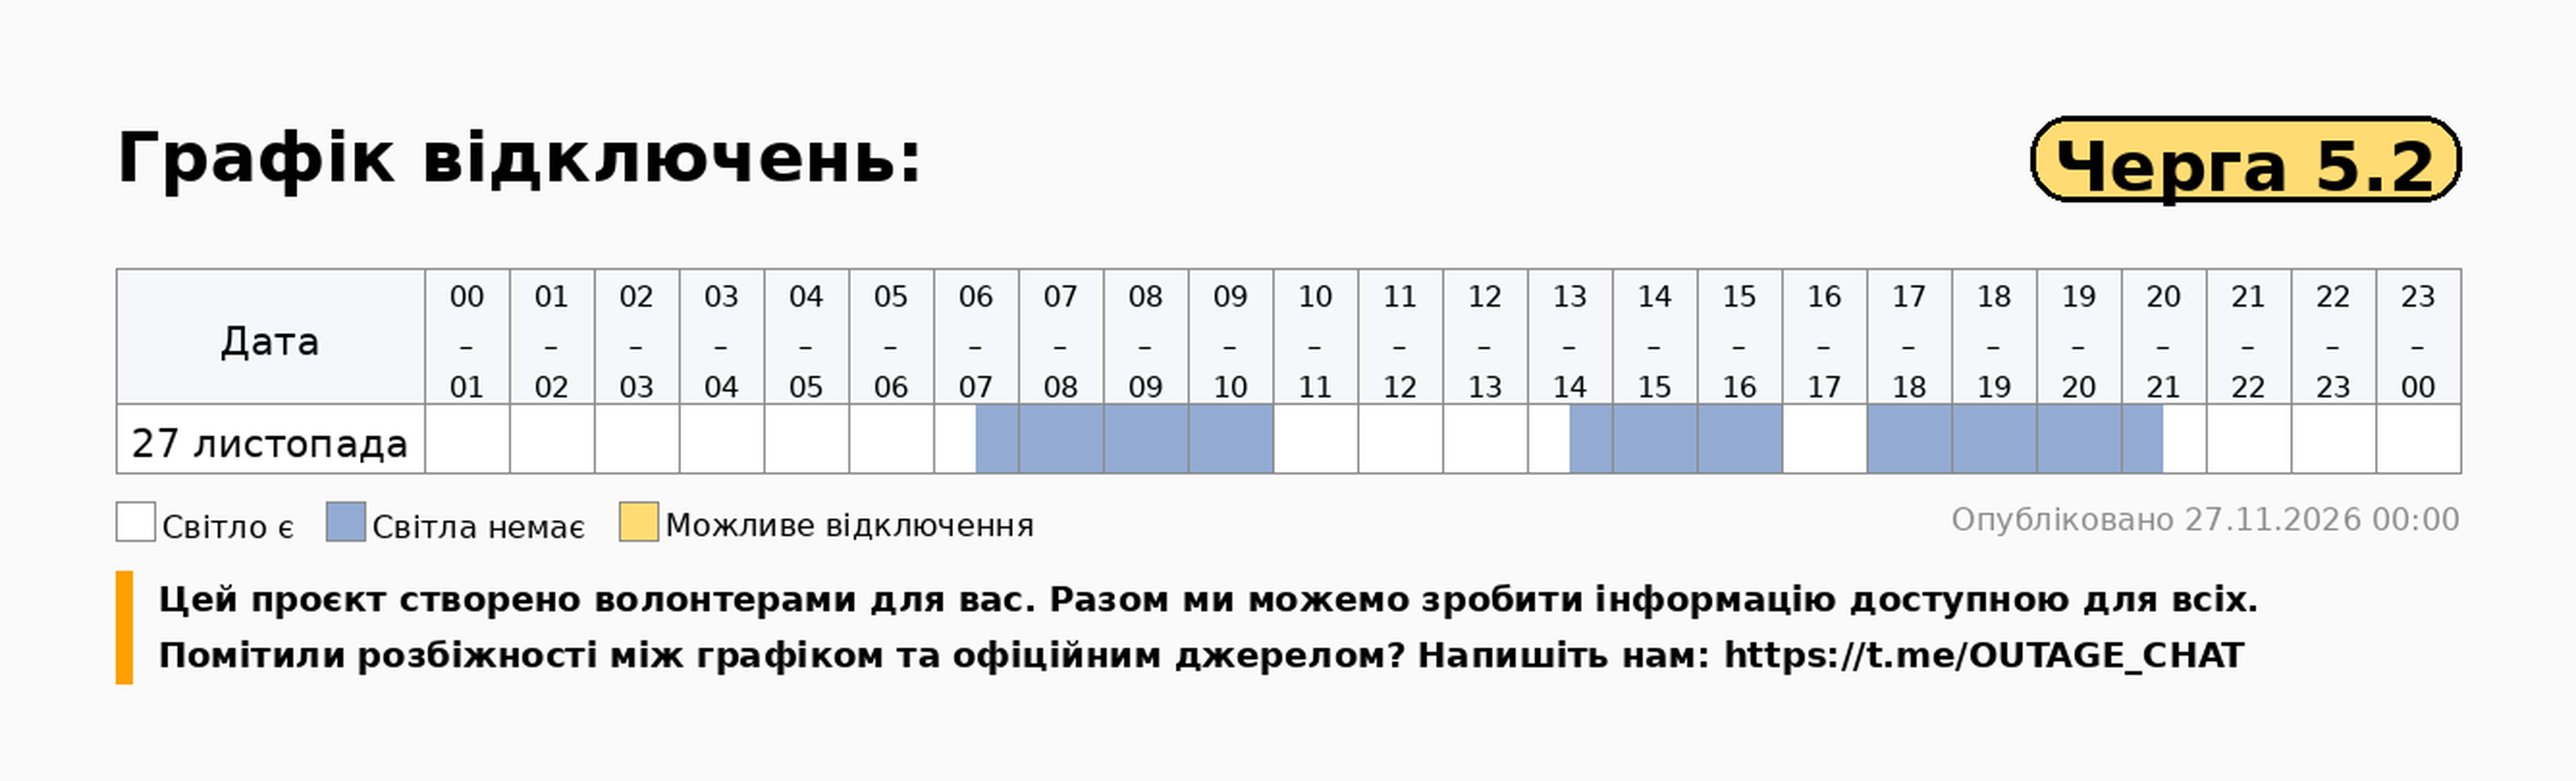 Графік відключень:
Черга 5.2
Дата
00 – 01
01 – 02
02 – 03
03 – 04
04 – 05
05 – 06
06 – 07
07 – 08
08 – 09
09 – 10
10 – 11
11 – 12
12 – 13
13 – 14
14 – 15
15 – 16
16 – 17
17 – 18
18 – 19
19 – 20
20 – 21
21 – 22
22 – 23
23 – 00
27 листопада
Світло є
Світла немає
Можливе відключення
Опубліковано 27.11.2026 00:00
Цей проєкт створено волонтерами для вас. Разом ми можемо зробити інформацію доступною для всіх.
Помітили розбіжності між графіком та офіційним джерелом? Напишіть нам: https://t.me/OUTAGE_CHAT